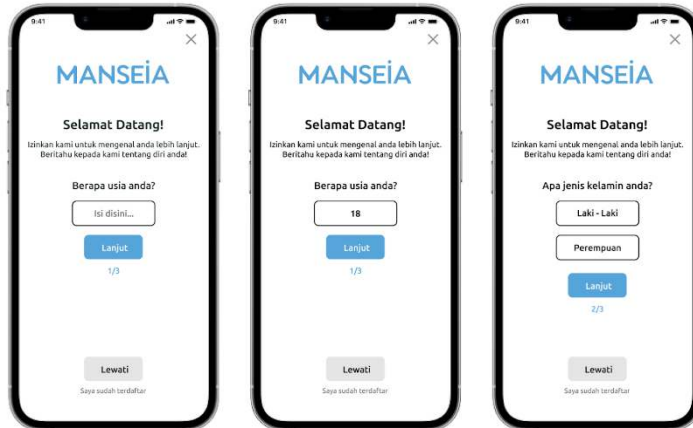 9:41
MANSEİA
Selamat Datang!
Izinkan kami untuk mengenal anda lebih lanjut.
Beritahu kepada kami tentang diri anda!
Berapa usia anda?
Isi disini...
Lanjut
1/3
Lewati
Saya sudah terdaftar
9:41
MANSEİA
Selamat Datang!
Izinkan kami untuk mengenal anda lebih lanjut.
Beritahu kepada kami tentang diri anda!
Berapa usia anda?
18
Lanjut
1/3
Lewati
Saya sudah terdaftar
9:41
MANSEİA
Selamat Datang!
Izinkan kami untuk mengenal anda lebih lanjut.
Beritahu kepada kami tentang diri anda!
Apa jenis kelamin anda?
Laki - Laki
Perempuan
Lanjut
2/3
Lewati
Saya sudah terdaftar